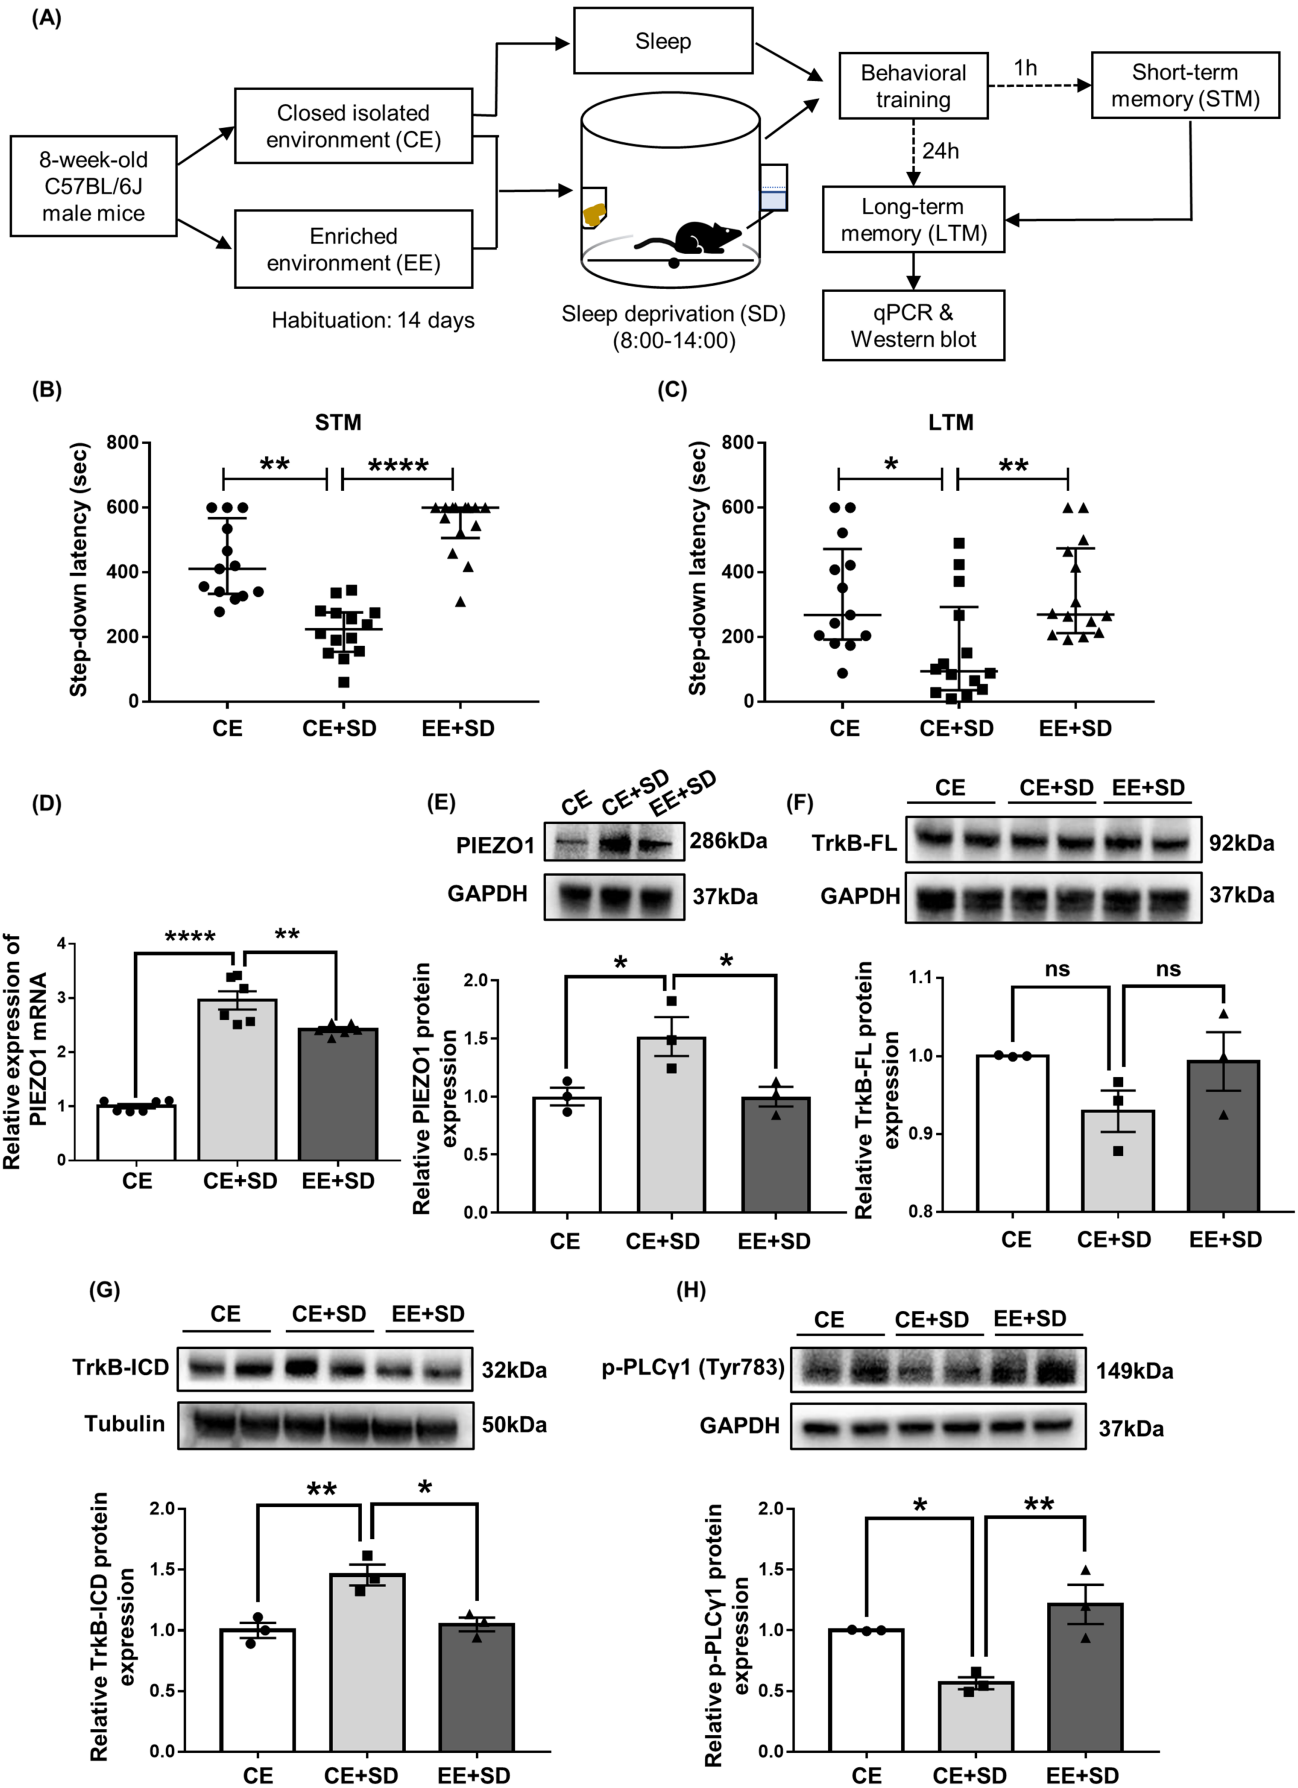 (A)
8-week-old
C57BL/6J
male mice
Closed isolated
environment (CE)
Enriched
environment (EE)
Habituation: 14 days
Sleep
Sleep deprivation (SD)
(8:00-14:00)
Behavioral
training
1h
Short-term
memory (STM)
24h
Long-term
memory (LTM)
qPCR &
Western blot
(B)
STM
Step-down latency (sec)
800
600
400
200
0
** ****
CE CE+SD EE+SD
(C)
LTM
Step-down latency (sec)
800
600
400
200
0
* **
CE CE+SD EE+SD
(D)
Relative expression of
PIEZO1 mRNA
4
3
2
1
0
**** **
CE CE+SD EE+SD
(E)
CE CE+SD EE+SD
PIEZO1 286kDa
GAPDH 37kDa
Relative PIEZO1 protein
expression
2.0
1.5
1.0
0.5
0.0
* *
CE CE+SD EE+SD
(F)
CE CE+SD EE+SD
TrkB-FL 92kDa
GAPDH 37kDa
Relative TrkB-FL protein
expression
1.1
1.0
0.9
0.8
ns ns
CE CE+SD EE+SD
(G)
CE CE+SD EE+SD
TrkB-ICD 32kDa
Tubulin 50kDa
Relative TrkB-ICD protein
expression
2.0
1.5
1.0
0.5
0.0
** *
CE CE+SD EE+SD
(H)
CE CE+SD EE+SD
p-PLCγ1 (Tyr783) 149kDa
GAPDH 37kDa
Relative p-PLCγ1 protein
expression
2.0
1.5
1.0
0.5
0.0
* **
CE CE+SD EE+SD